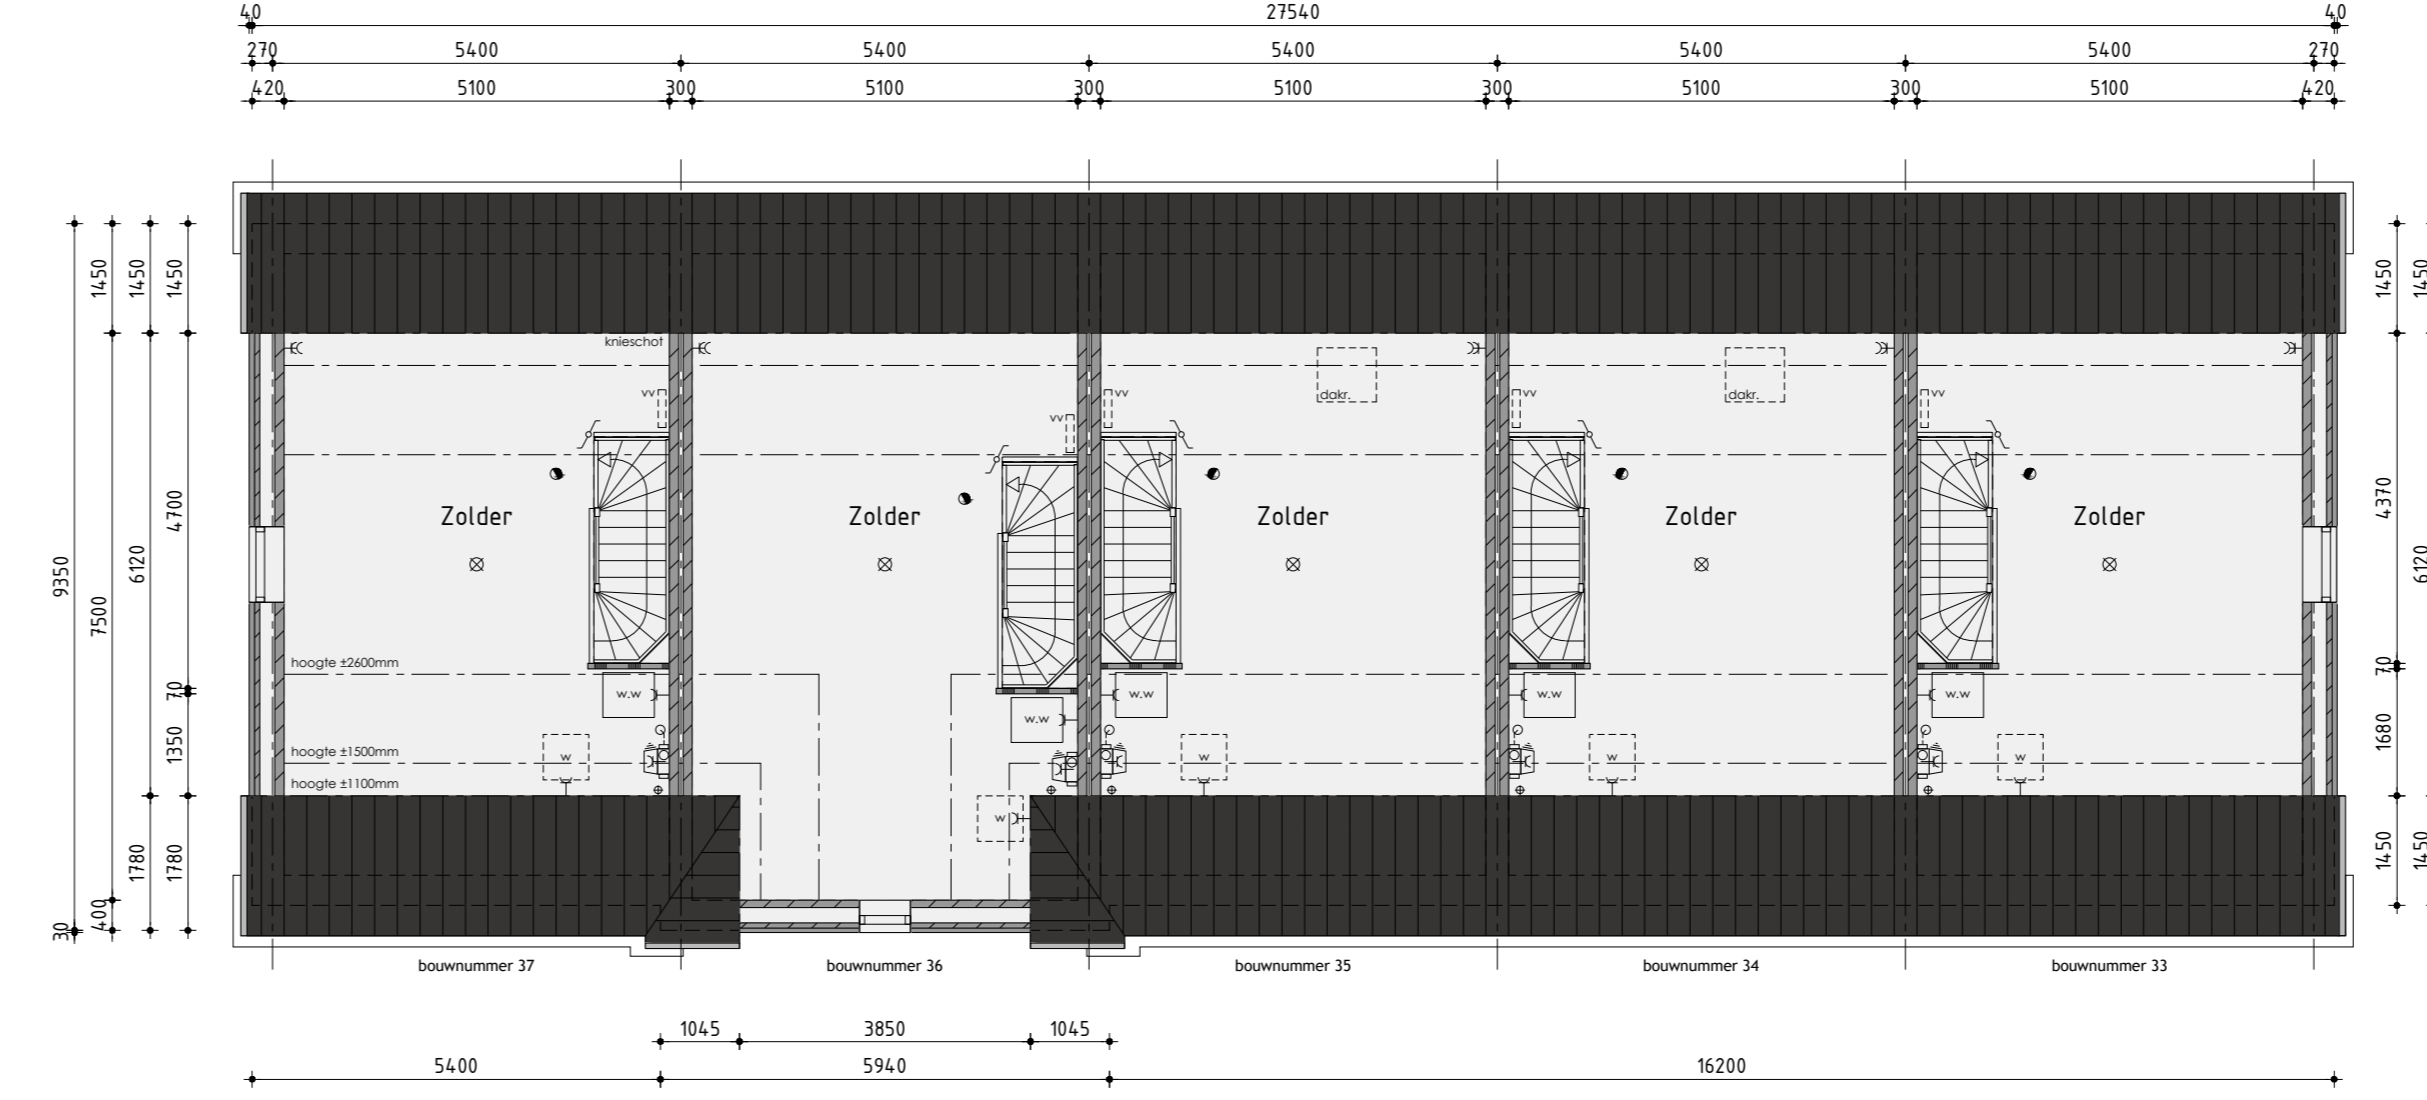 40 27540 40
270 5400 5400 5400 5400 5400 270
420 5100 300 5100 300 5100 300 5100 300 5100 420
1450 1450 1450 1450 1450
knieschot
vv vv vv vv vv
dakr. dakr.
Zolder Zolder Zolder Zolder Zolder
9350 7500 6120 4700 4370 6120
hoogte ±2600mm
70 70
w.w w.w w.w w.w w.w
1350 1680
hoogte ±1500mm
w w w w
hoogte ±1100mm
w
30 400 1780 1780 1450 1450
bouwnummer 37 bouwnummer 36 bouwnummer 35 bouwnummer 34 bouwnummer 33
1045 3850 1045
5400 5940 16200